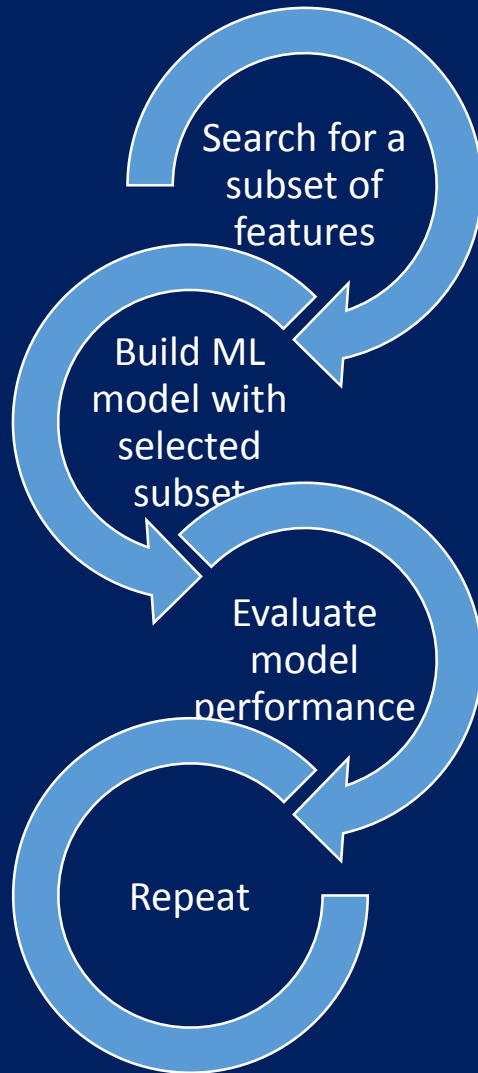 Search for a
subset of
features
Build ML
model with
selected
subset
Evaluate
model
performance
Repeat